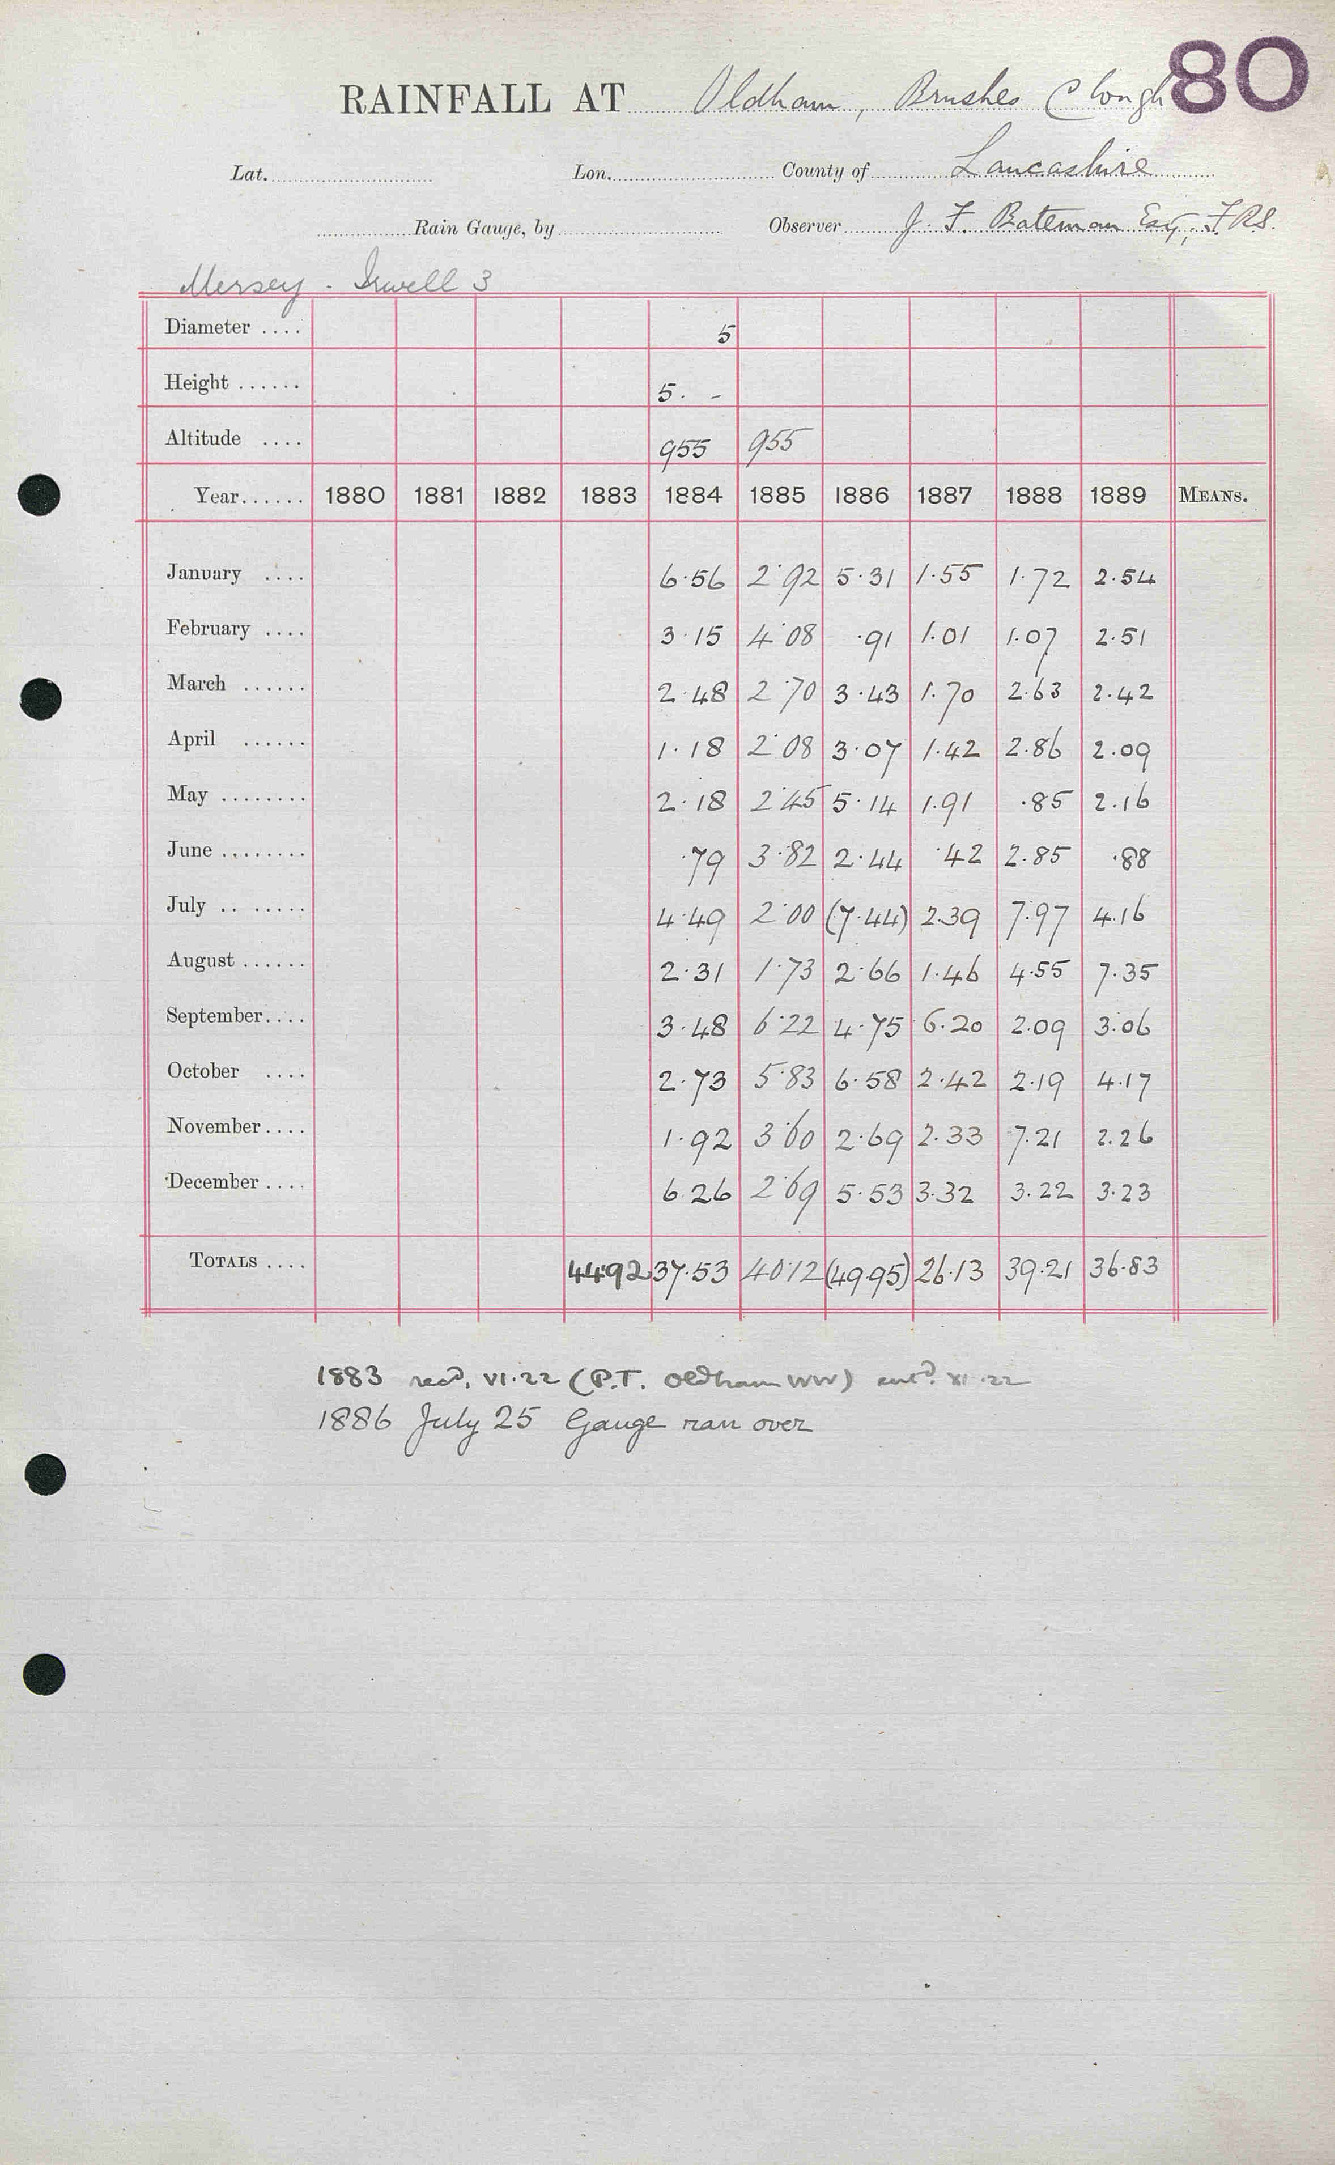 80
RAINFALL AT Oldham, Brushes Clough
Lat. Lon. County of Lancashire
Rain Gauge, by Observer J. F. Bateman Esq, FRS.
Mersey - Irwell 3
Diameter .... 5
Height ...... 5. -
Altitude .... 955 955
Year...... 1880 1881 1882 1883 1884 1885 1886 1887 1888 1889 MEANS.
January .... 6.56 2.92 5.31 1.55 1.72 2.54
February .... 3.15 4.08 .91 1.01 1.07 2.51
March ...... 2.48 2.70 3.43 1.70 2.63 2.42
April ...... 1.18 2.08 3.07 1.42 2.86 2.09
May ........ 2.18 2.45 5.14 1.91 .85 2.16
June ........ .79 3.82 2.44 .42 2.85 .88
July .. ...... 4.49 2.00 (7.44) 2.39 7.97 4.16
August ...... 2.31 1.73 2.66 1.46 4.55 7.35
September.... 3.48 6.22 4.75 6.20 2.09 3.06
October .... 2.73 5.83 6.58 2.42 2.19 4.17
November.... 1.92 3.60 2.69 2.33 7.21 2.26
December .... 6.26 2.69 5.53 3.32 3.22 3.23
TOTALS .... 44.92 37.53 40.12 (49.95) 26.13 39.21 36.83
1883 recd. VI.22 (P.T. Oldham WW) entd. XI.22
1886 July 25 Gauge ran over